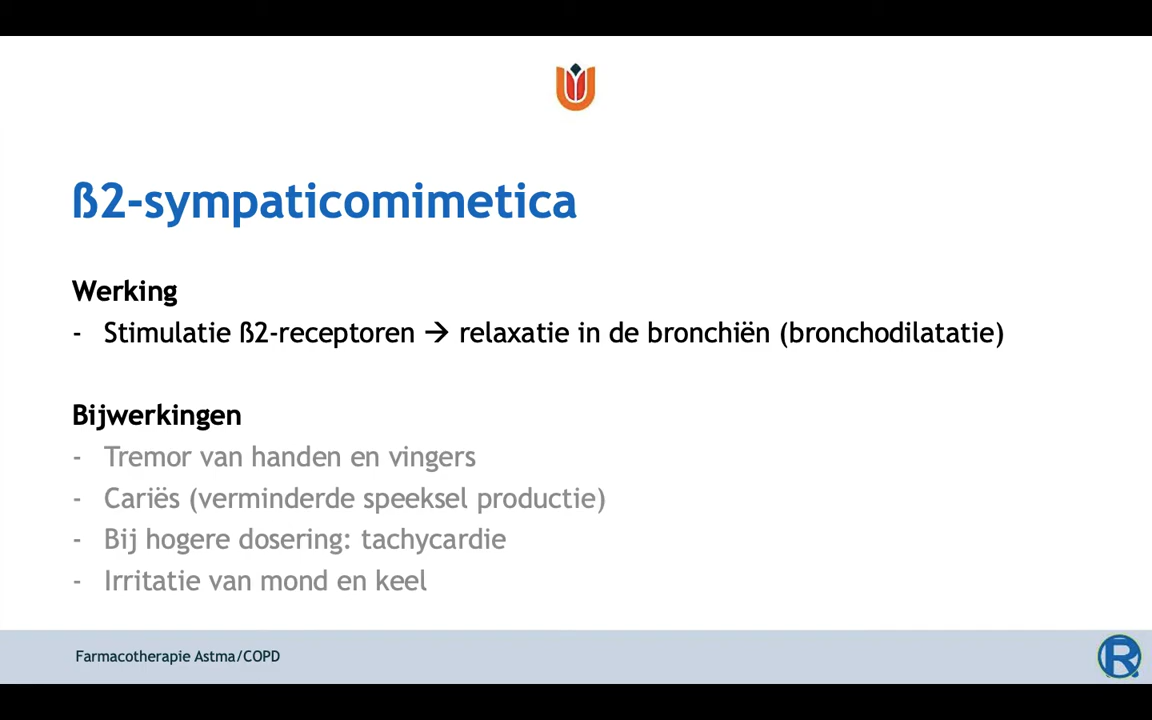 ß2-sympaticomimetica
Werking
- Stimulatie ß2-receptoren → relaxatie in de bronchiën (bronchodilatatie)
Bijwerkingen
- Tremor van handen en vingers
- Cariës (verminderde speeksel productie)
- Bij hogere dosering: tachycardie
- Irritatie van mond en keel
Farmacotherapie Astma/COPD
R